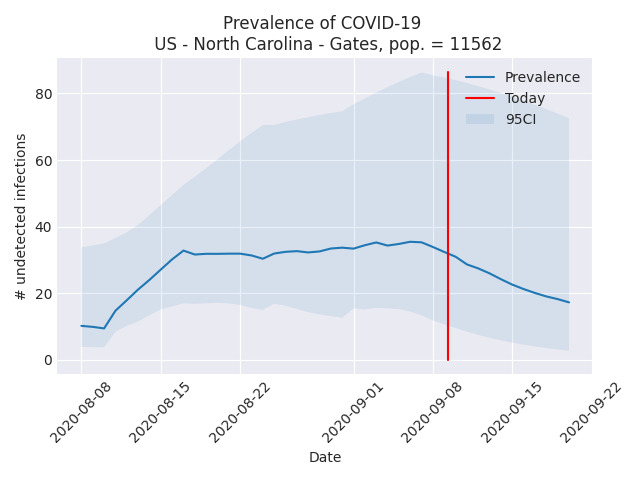 Prevalence of COVID-19
US - North Carolina - Gates, pop. = 11562
# undetected infections
80
60
40
20
0
Prevalence
Today
95CI
2020-08-08
2020-08-15
2020-08-22
2020-09-01
2020-09-08
2020-09-15
2020-09-22
Date